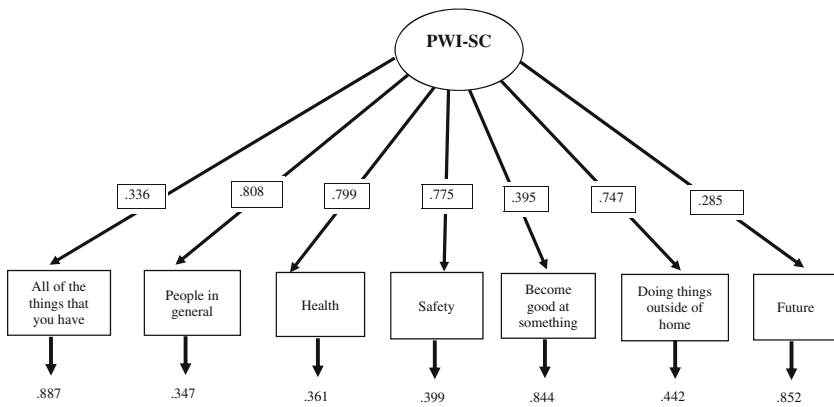 PWI-SC
.336
.808
.799
.775
.395
.747
.285
All of the
things that
you have
People in
general
Health
Safety
Become
good at
something
Doing things
outside of
home
Future
.887
.347
.361
.399
.844
.442
.852